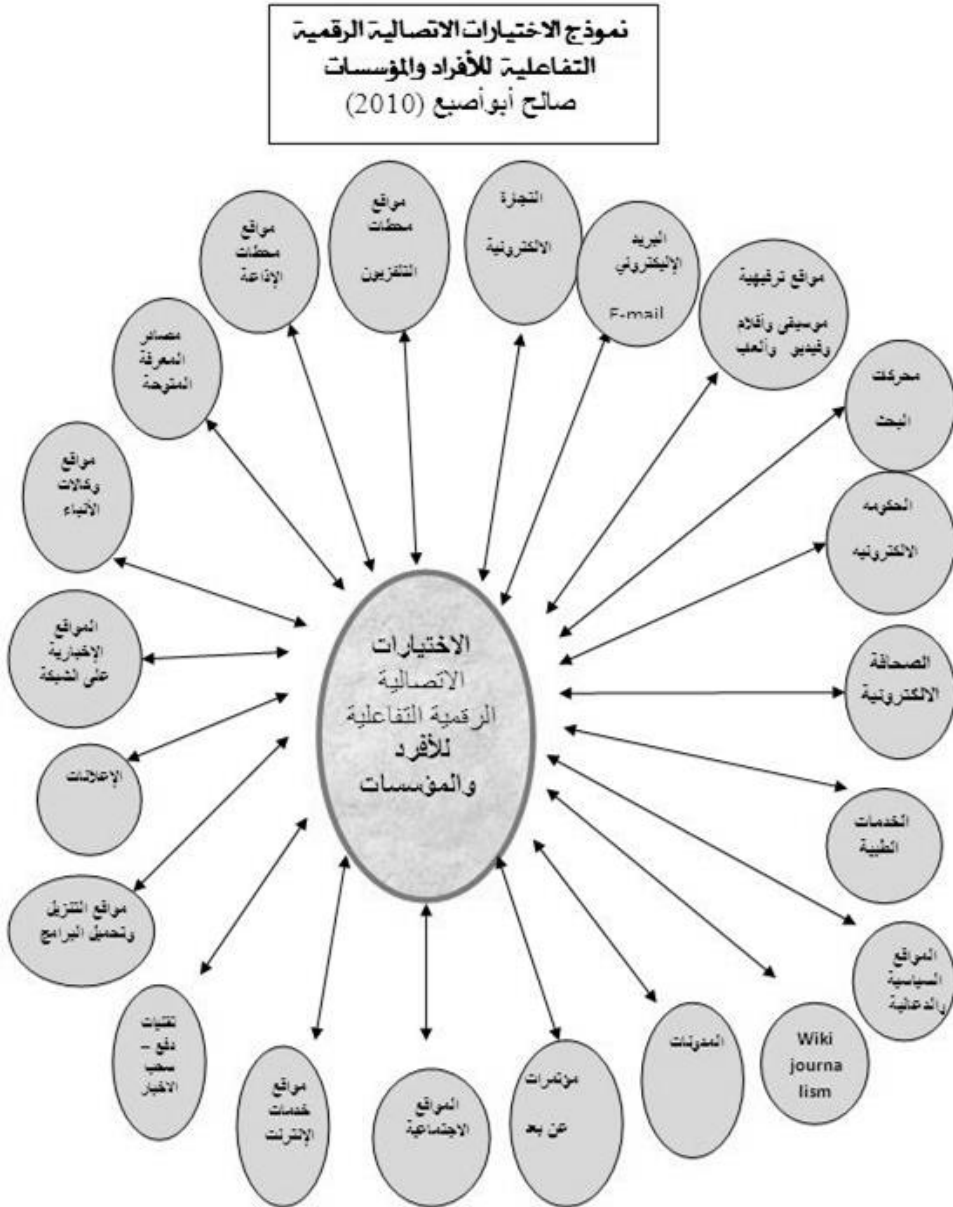 نموذج الاختيارات الاتصالية الرقمية
التفاعلية للأفراد والمؤسسات
صالح أبوأصبع (2010)
التجارة
الالكترونية
البريد
الإليكتروني
E-mail
مواقع ترفيهية
موسيقى وأفلام
وفيديو وألعب
محركات
البحث
الحكومه
الالكترونيه
الصحافة
الالكترونية
الخدمات
الطبية
المواقع
السياسية
والدعائية
Wiki
journa
lism
المدونات
مؤتمرات
عن بعد
المواقع
الاجتماعية
مواقع
خدمات
الإنترنت
تقنيات
دفع –
سحب
الاخبار
مواقع التنزيل
وتحميل البرامج
الإعلانات
المواقع
الإخبارية
على الشبكة
مواقع
وكالات
الأنباء
مصادر
المعرفة
المتوحة
مواقع
محطات
الإذاعة
مواقع
محطات
التلفزيون
الاختيارات
الاتصالية
الرقمية التفاعلية
للأفرد
والمؤسسات